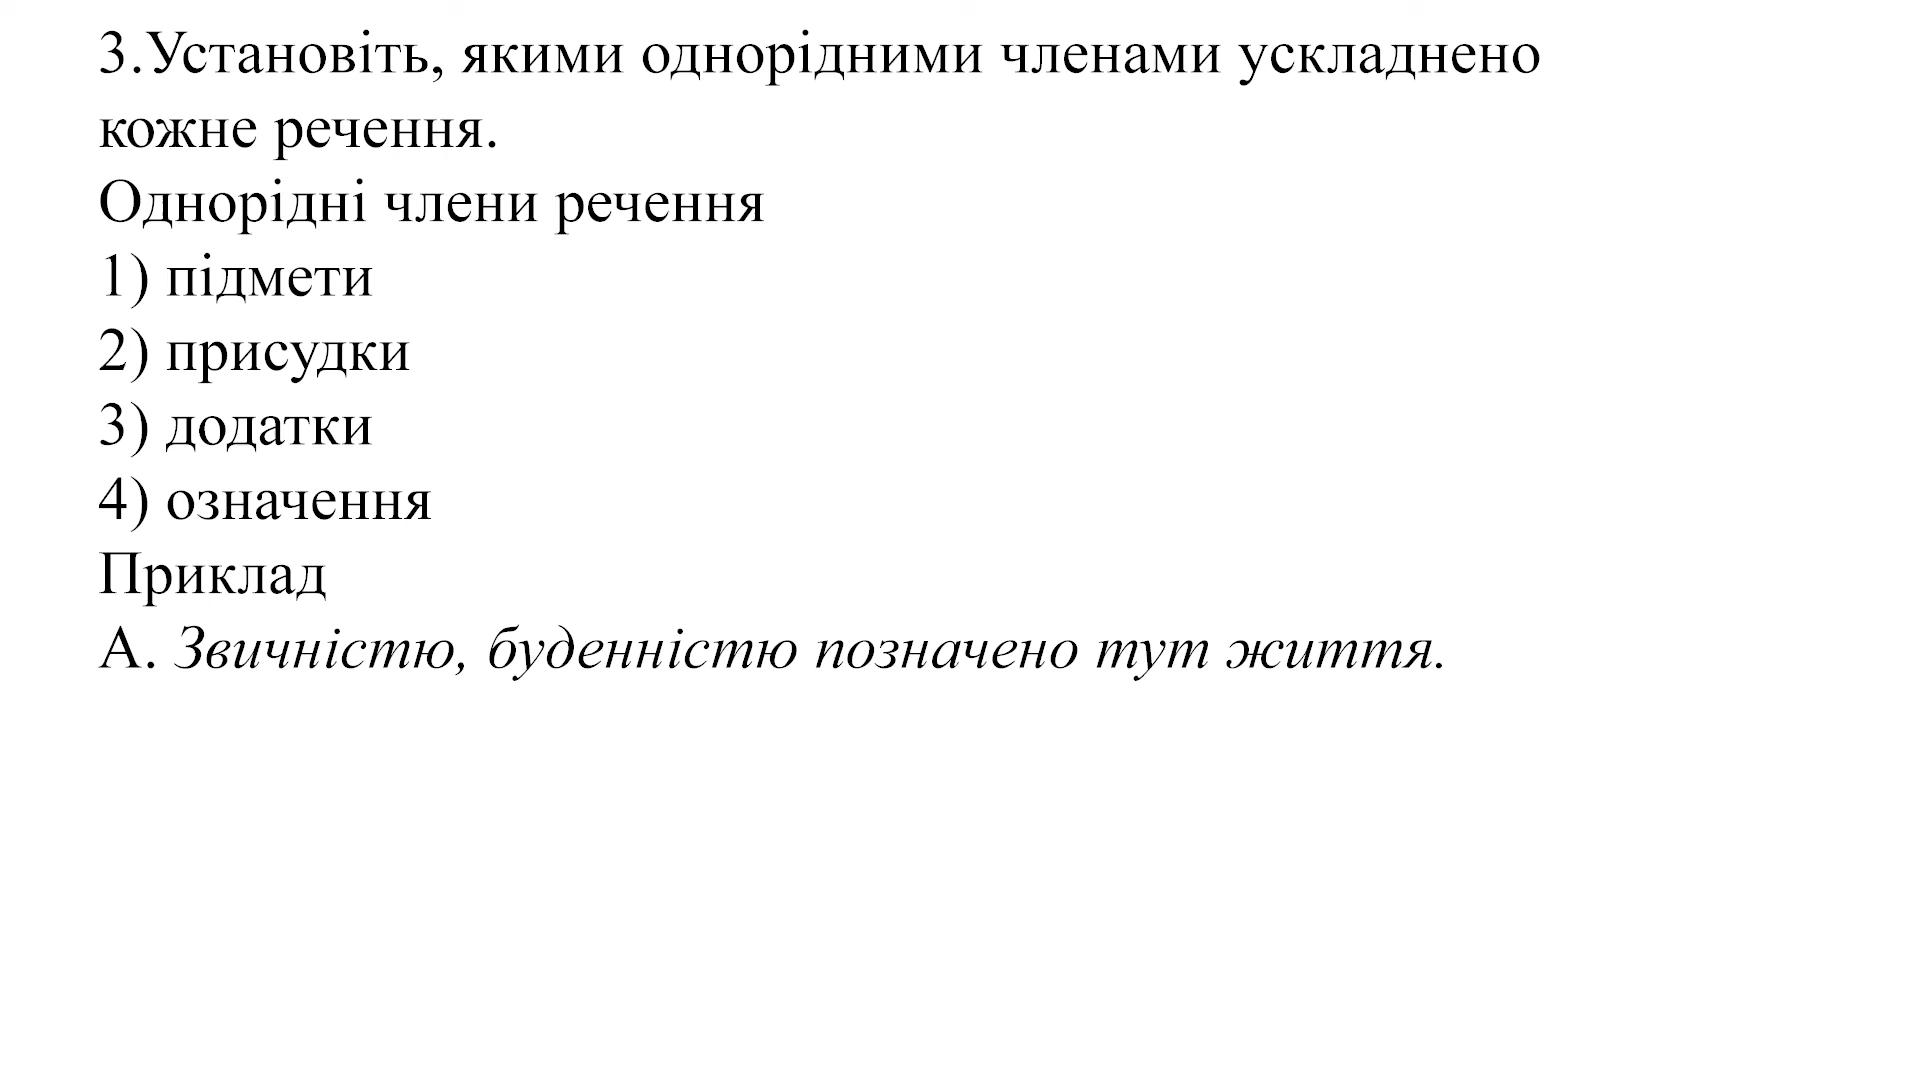 3.Установіть, якими однорідними членами ускладнено
кожне речення.
Однорідні члени речення
1) підмети
2) присудки
3) додатки
4) означення
Приклад
А. Звичністю, буденністю позначено тут життя.